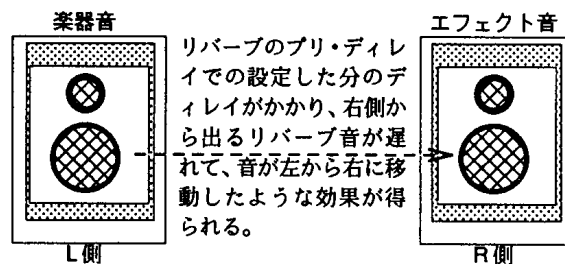 楽器音
エフェクト音
リバーブのプリ・ディレ
イでの設定した分のデ
ィレイがかかり、右側か
ら出るリバーブ音が遅
れて、音が左から右に移
動したような効果が得
られる。
L側
R側